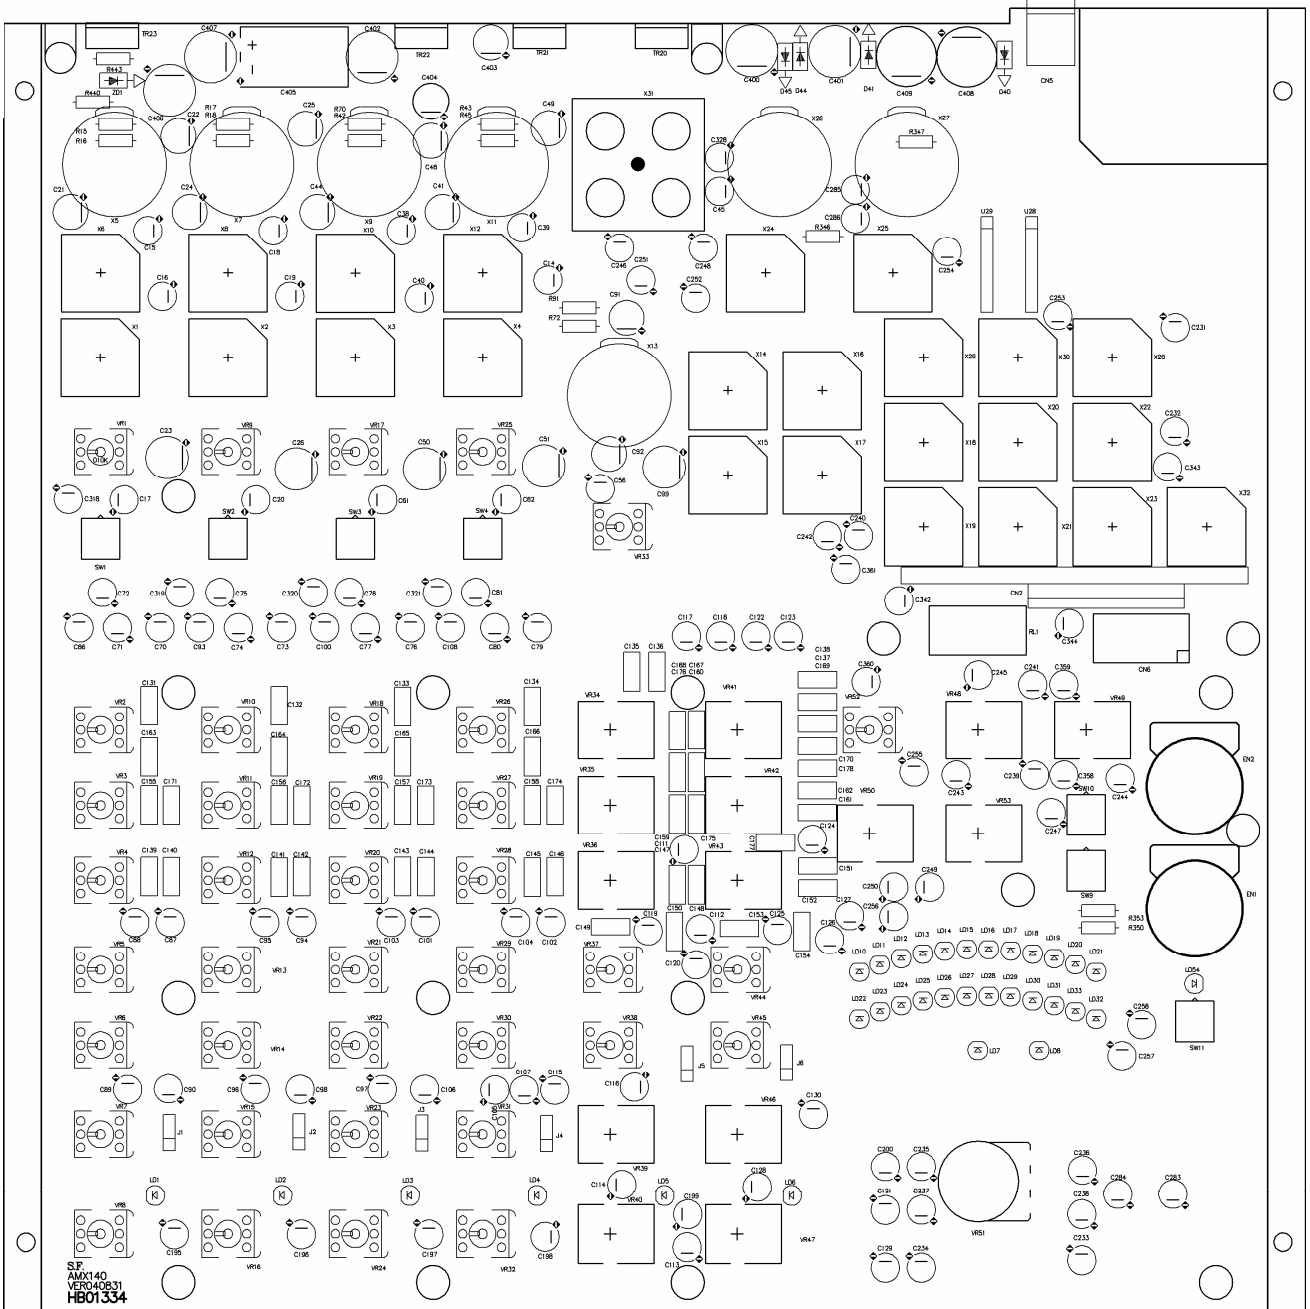 TR23 C407 C402 TR22 C403 TR21 TR20 C400 D45 D44 C401 D41 C409 C408 D40 CN5
R443 ZD1 C405 C404
R440 C406 C22 R17 R18 C25 R70 R42 R43 R45 C49 X31 X26 X27
R15 R16 C48 C328 R347
C21 C24 C44 C41 C45 C285
X5 X7 X9 X11 C286 U29 U28
X6 C15 X8 C18 X10 C38 X12 C39 C246 C248 X24 R346 X25
C16 C19 C40 C14 C251 C252 C254
R91 C91 C253
R72 C231
X1 X2 X3 X4 X13 X14 X16 X29 X30 X28
VR1 C23 VR9 C26 VR17 C50 VR25 C51 C92 X15 X17 X18 X20 X22 C232
010K C56 C99 C343
C318 C17 C20 C61 C62
SW2 SW3 SW4 C240 X19 X21 X23 X32
SW1 VR33 C242 C361
C72 C319 C75 C320 C78 C321 C81 CN2 C342
C86 C71 C70 C93 C74 C73 C100 C77 C76 C108 C80 C79 C117 C118 C122 C123 RL1 C344 CN6
C135 C136 C168 C167 C176 C160 C138 C137 C169 C360 C245 C241 C359
C131 C132 C133 C134
VR2 VR10 VR18 VR26 VR34 VR41 VR52 VR48 VR49
C163 C164 C165 C166 C255 EN2
VR3 C155 C171 VR11 C156 C172 VR19 C157 C173 VR27 C158 C174 VR35 VR42 C170 C178 C243 C239 C358 C244
C162 C161 VR50 VR53 SW10 C247
VR4 C139 C140 VR12 C141 C142 VR20 C143 C144 VR28 C145 C146 VR36 C159 C111 C147 C175 VR43 C177 C124
C151 C152 C250 C249 SW9 EN1
C88 C87 C95 C94 C103 C101 C104 C102 C149 C119 C150 C148 C112 C153 C125 C154 C126 C127 C256 R353 R350
VR5 VR13 VR21 VR29 VR37 C120 VR44
LD10 LD11 LD12 LD13 LD14 LD15 LD16 LD17 LD18 LD19 LD20 LD21
LD22 LD23 LD24 LD25 LD26 LD27 LD28 LD29 LD30 LD31 LD33 LD32 LD54
VR6 VR14 VR22 VR30 VR38 VR45 C258
J5 J6 LD7 LD8 C257 SW11
C89 C90 C96 C98 C97 C106 C105 C107 C115 C116
VR7 J1 VR15 J2 VR23 J3 VR31 J4 VR46 C130
VR39 C128 C200 C235 C236
LD1 LD2 LD3 LD4 C114 LD5 LD6 C284 C283
VR8 VR40 C199 C121 C237 C238
C195 C196 C197 C198 VR47 VR51
VR16 VR24 VR32 C113 C129 C234 C233
S.F.
AMX140
VER040831
HB01334